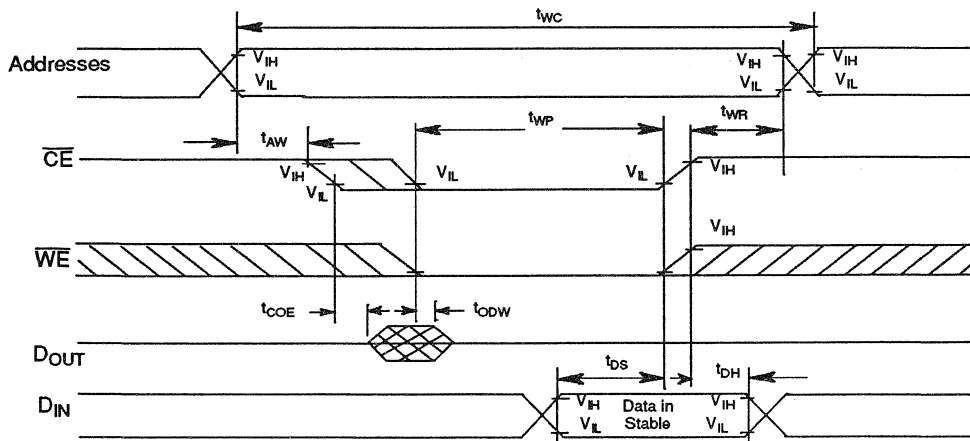 tWC
Addresses
VIH
VIL
VIH
VIL
VIH
VIL
tAW
tWP
tWR
CE
VIH
VIL
VIL
VIL
VIH
WE
VIH
tCOE
tODW
DOUT
tDS
tDH
DIN
VIH
VIL
Data in
Stable
VIH
VIL